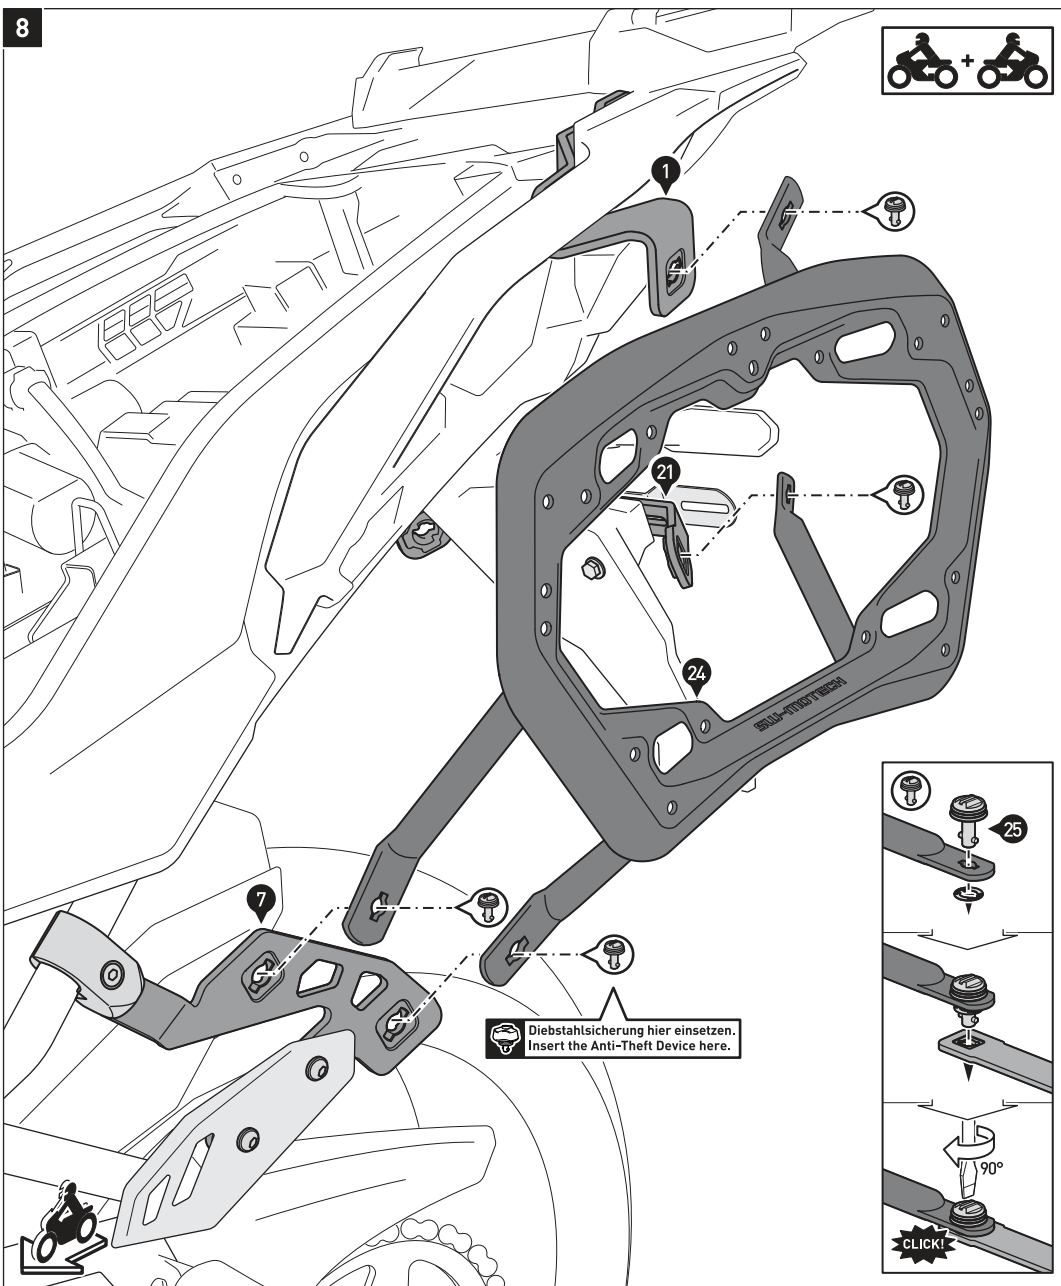 8
+
1
21
24
SW-MOTECH
25
7
Diebstahlsicherung hier einsetzen.
Insert the Anti-Theft Device here.
90°
CLICK!